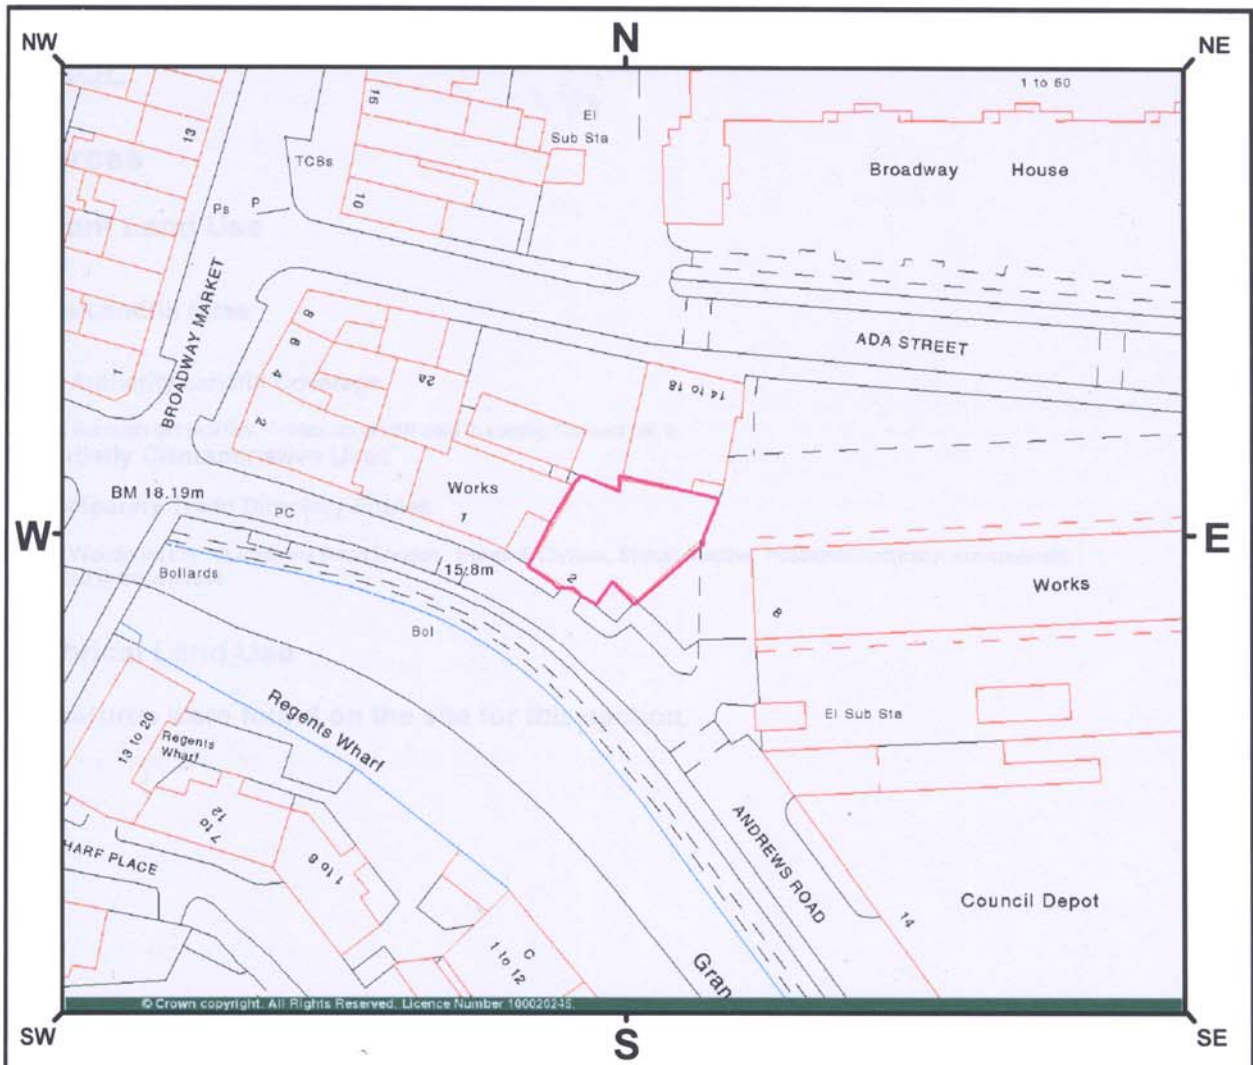 NW
N
NE
1 to 60
16
El
Sub Sta
13
TCBs
Broadway House
Ps P
10
BROADWAY MARKET
ADA STREET
8
6
4
2
2a
14 to 18
1
Works
1
BM 18.19m
PC
W
E
Bollards
15.8m
2
Works
8
Bol
Regents Wharf
13 to 20
Regents
Wharf
El Sub Sta
7 to
12
HARF PLACE
1 to 6
ANDREWS ROAD
Council Depot
14
C
1 to 12
Gran
© Crown copyright. All Rights Reserved. Licence Number 100020246.
SW
S
SE